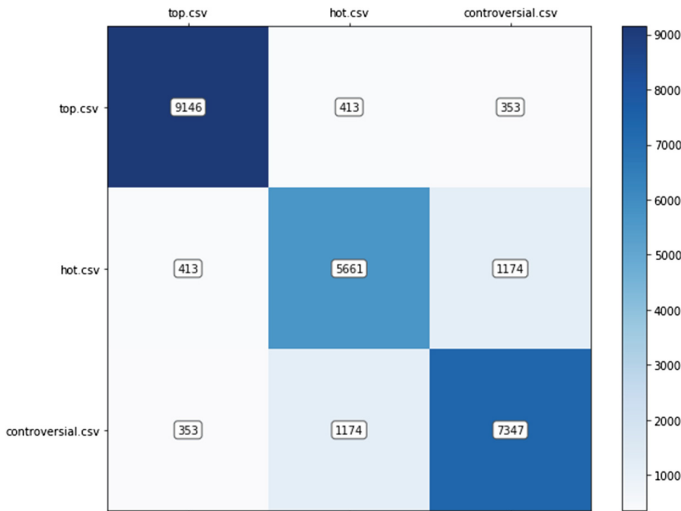 top.csv hot.csv controversial.csv
top.csv 9146 413 353
hot.csv 413 5661 1174
controversial.csv 353 1174 7347
9000
8000
7000
6000
5000
4000
3000
2000
1000